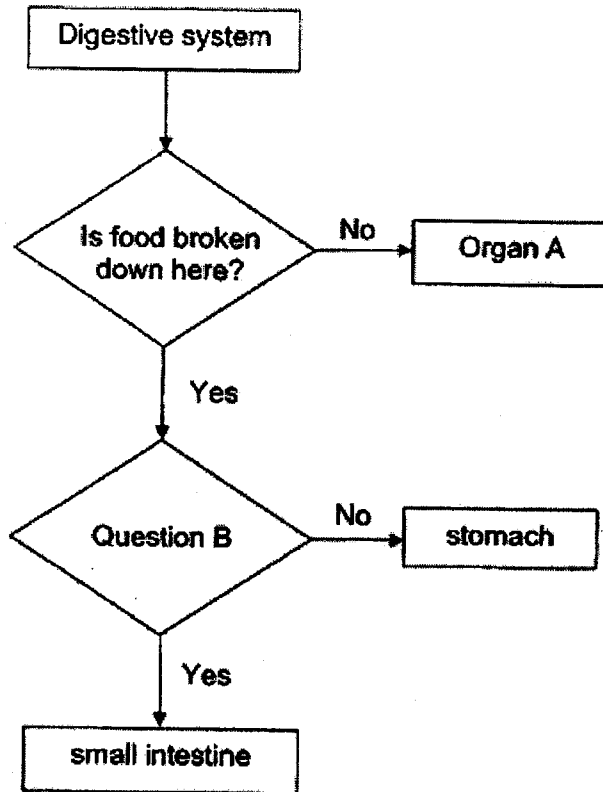 Digestive system
Is food broken
down here?
No
Organ A
Yes
Question B
No
stomach
Yes
small intestine